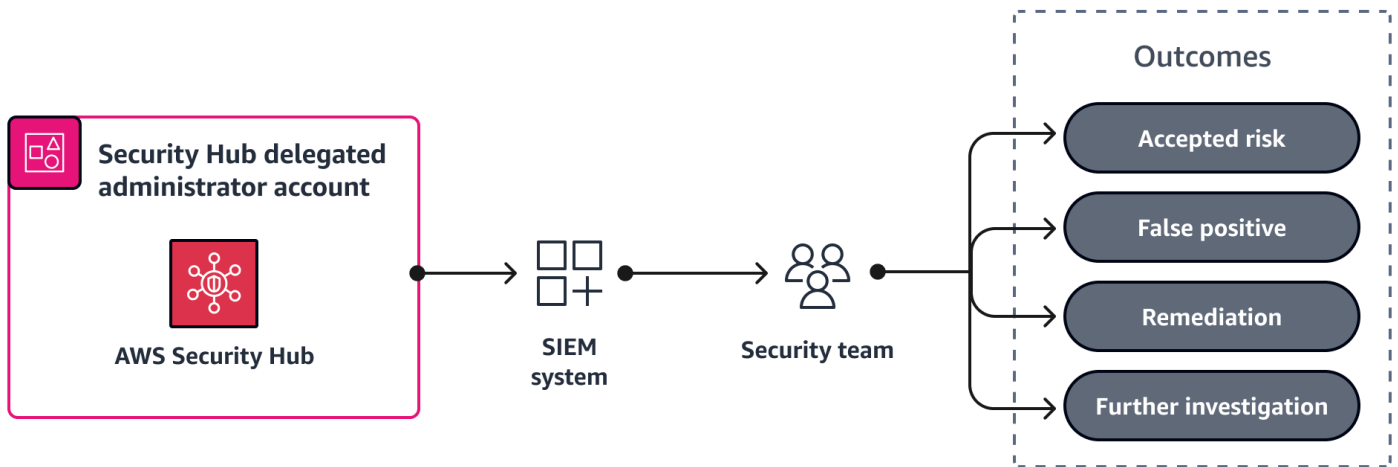 Security Hub delegated
administrator account
AWS Security Hub
SIEM
system
Security team
Outcomes
Accepted risk
False positive
Remediation
Further investigation